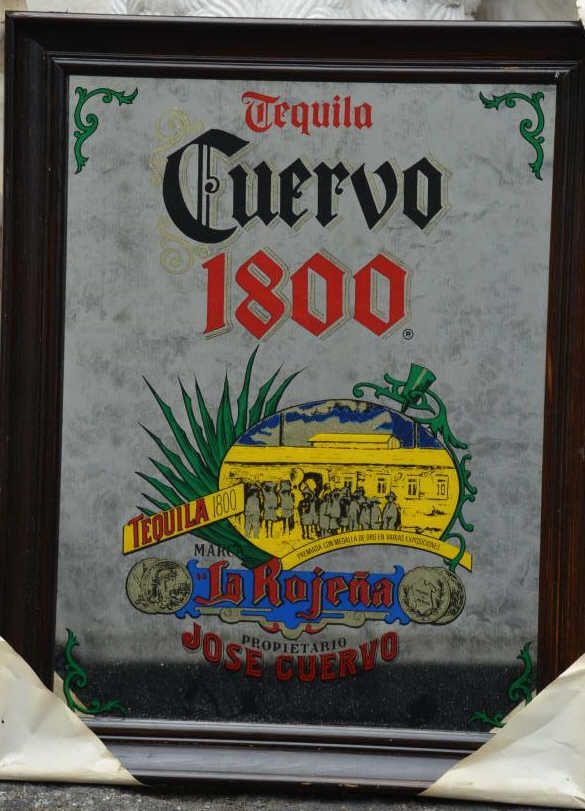 Tequila
Cuervo
1800
®
TEQUILA 1800
18
PREMIADA CON MEDALLA DE ORO EN VARIAS EXPOSICIONES
MARCA
"La Rojeña
PROPIETARIO
JOSE CUERVO